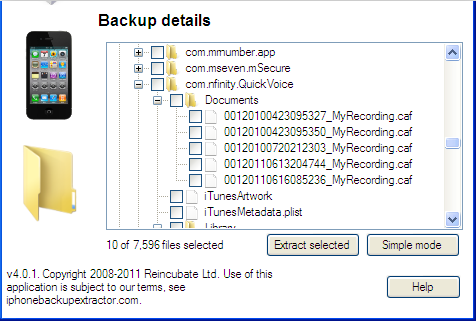 Backup details
com.mmumber.app
com.mseven.mSecure
com.nfinity.QuickVoice
Documents
00120100423095327_MyRecording.caf
00120100423095350_MyRecording.caf
00120100720212303_MyRecording.caf
00120110613204744_MyRecording.caf
00120110616085236_MyRecording.caf
iTunesArtwork
iTunesMetadata.plist
Library
10 of 7,596 files selected
Extract selected
Simple mode
v4.0.1. Copyright 2008-2011 Reincubate Ltd. Use of this
application is subject to our terms, see
iphonebackupextractor.com.
Help